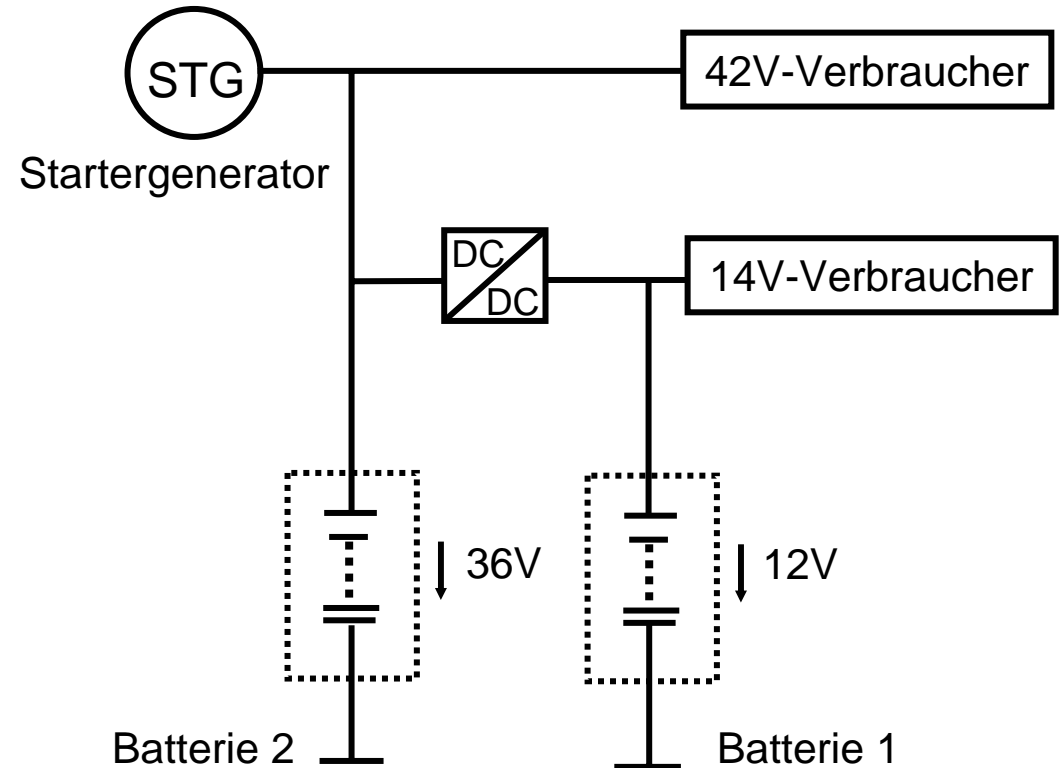 STG
42V-Verbraucher
Startergenerator
DC
DC
14V-Verbraucher
36V
12V
Batterie 2
Batterie 1